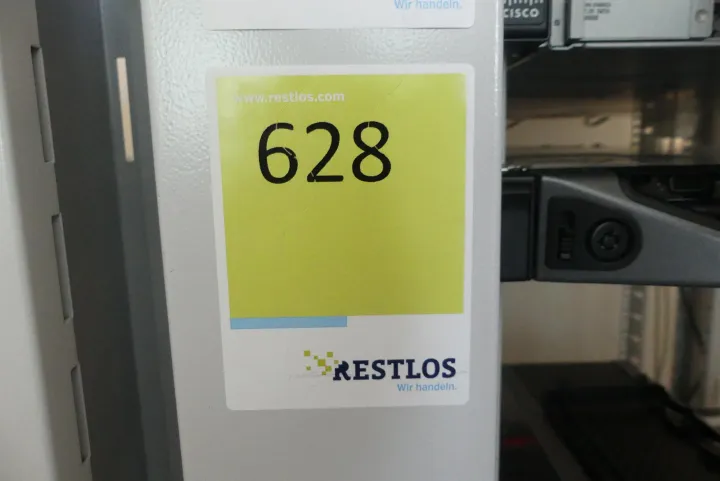 Wir handeln.
CISCO
www.restlos.com
628
RESTLOS
Wir handeln.